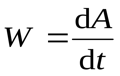 W = dA/dt